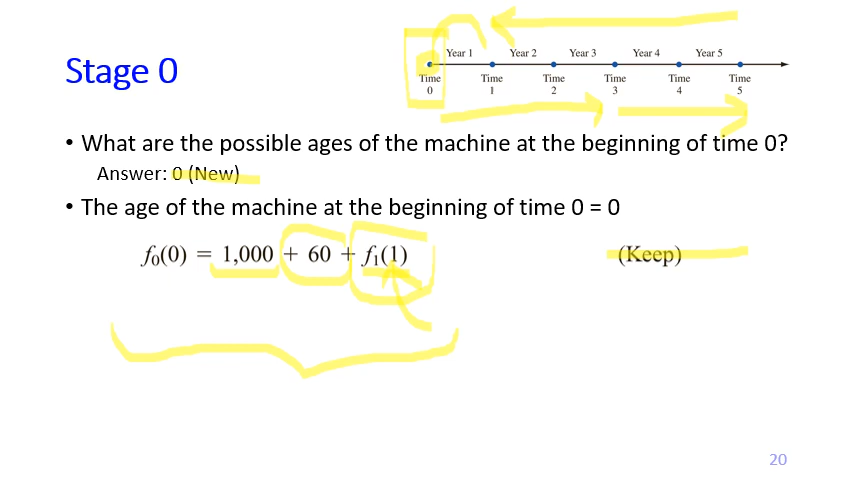 Stage 0
Year 1 Year 2 Year 3 Year 4 Year 5
Time Time Time Time Time Time
0 1 2 3 4 5
• What are the possible ages of the machine at the beginning of time 0?
Answer: 0 (New)
• The age of the machine at the beginning of time 0 = 0
f₀(0) = 1,000 + 60 + f₁(1) (Keep)
20